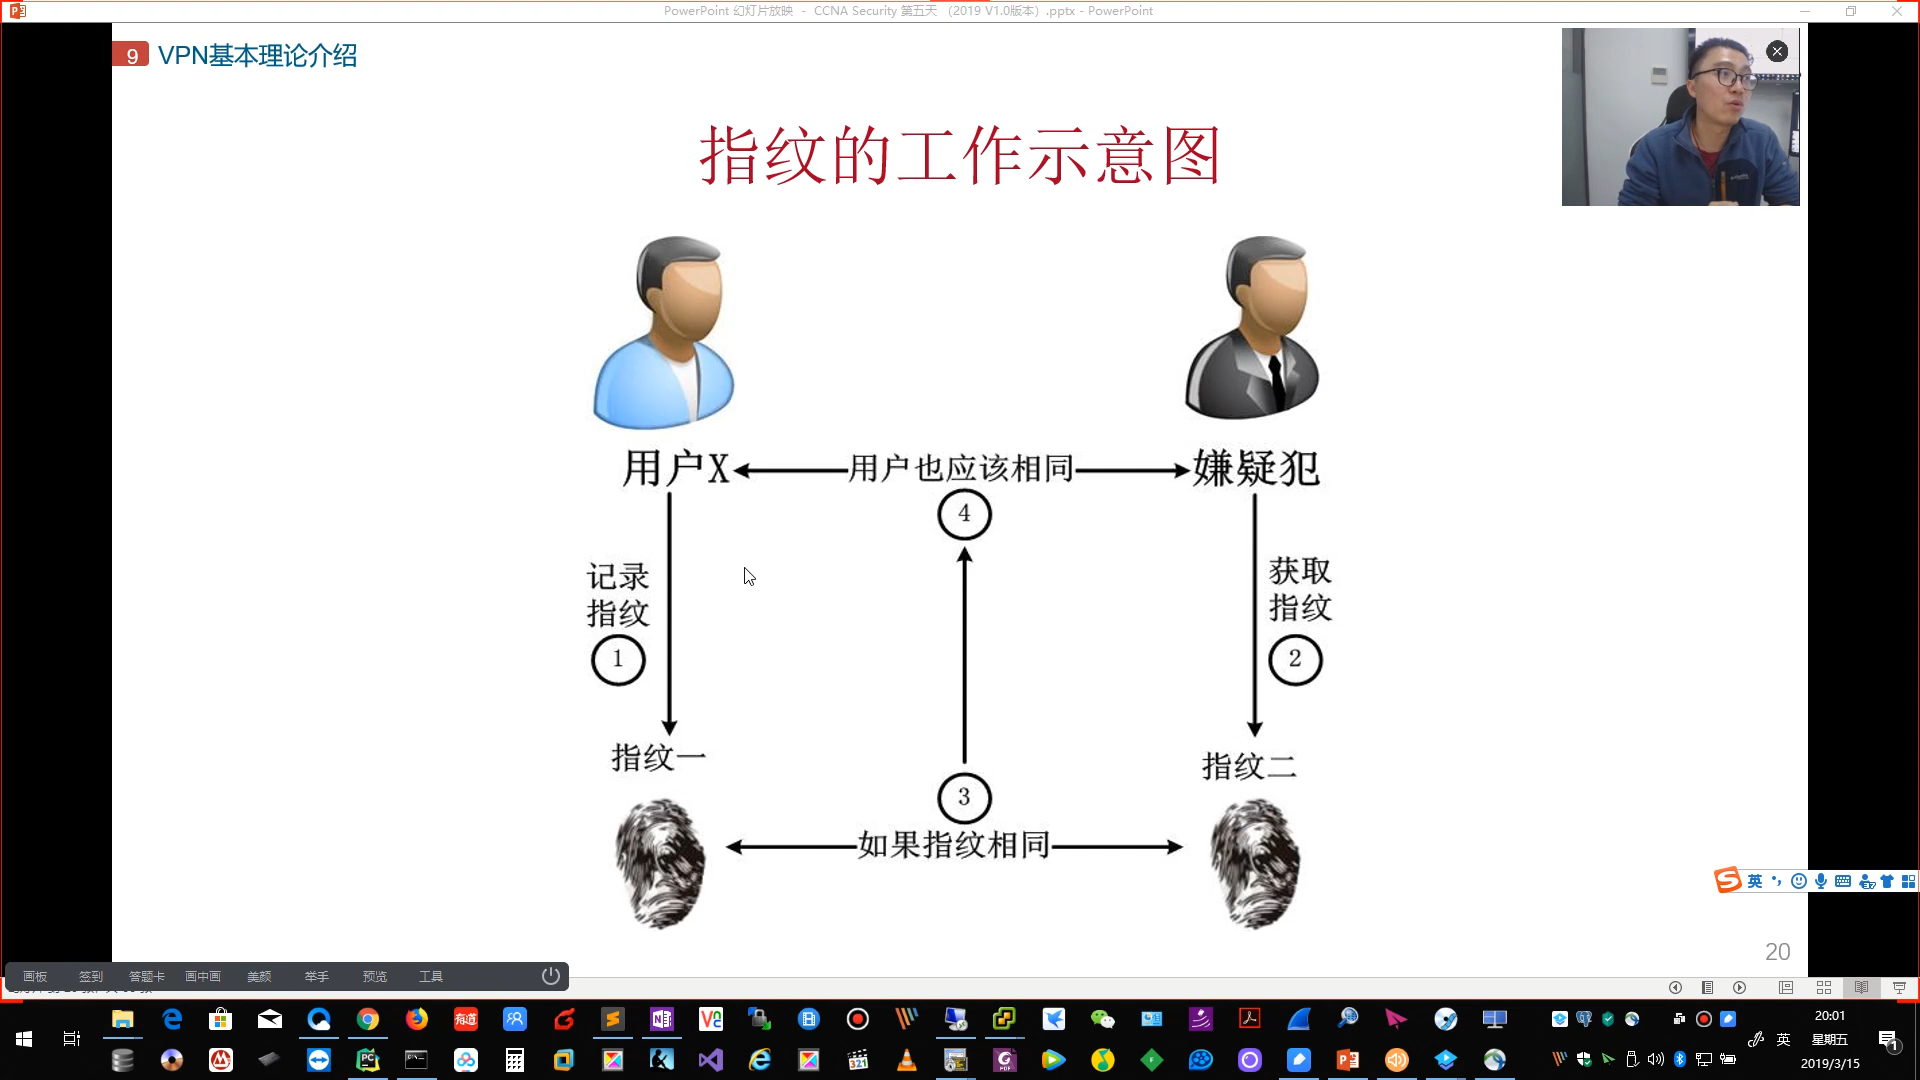 PowerPoint 幻灯片放映 - CCNA Security 第五天 （2019 V1.0版本）.pptx - PowerPoint
9 VPN基本理论介绍
指纹的工作示意图
用户X
用户也应该相同
嫌疑犯
4
记录
指纹
1
获取
指纹
2
指纹一
指纹二
3
如果指纹相同
英
20
画板 签到 答题卡 画中画 美颜 举手 预览 工具
有道
20:01
英 星期五
2019/3/15